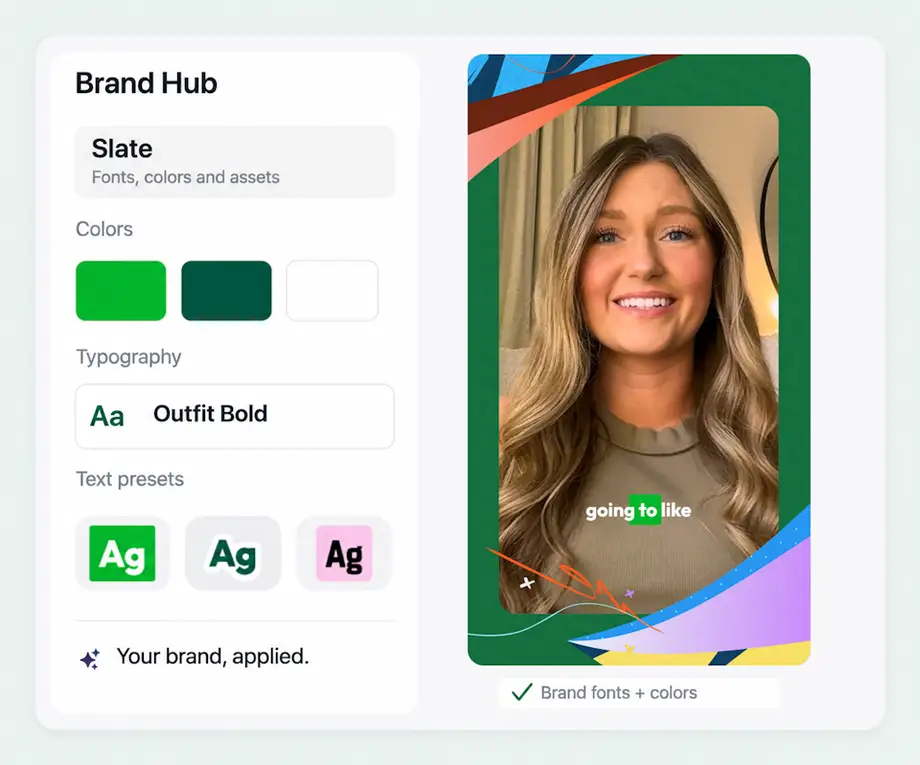 Brand Hub
Slate
Fonts, colors and assets
Colors
Typography
Aa Outfit Bold
Text presets
Ag Ag Ag
Your brand, applied.
going to like
Brand fonts + colors